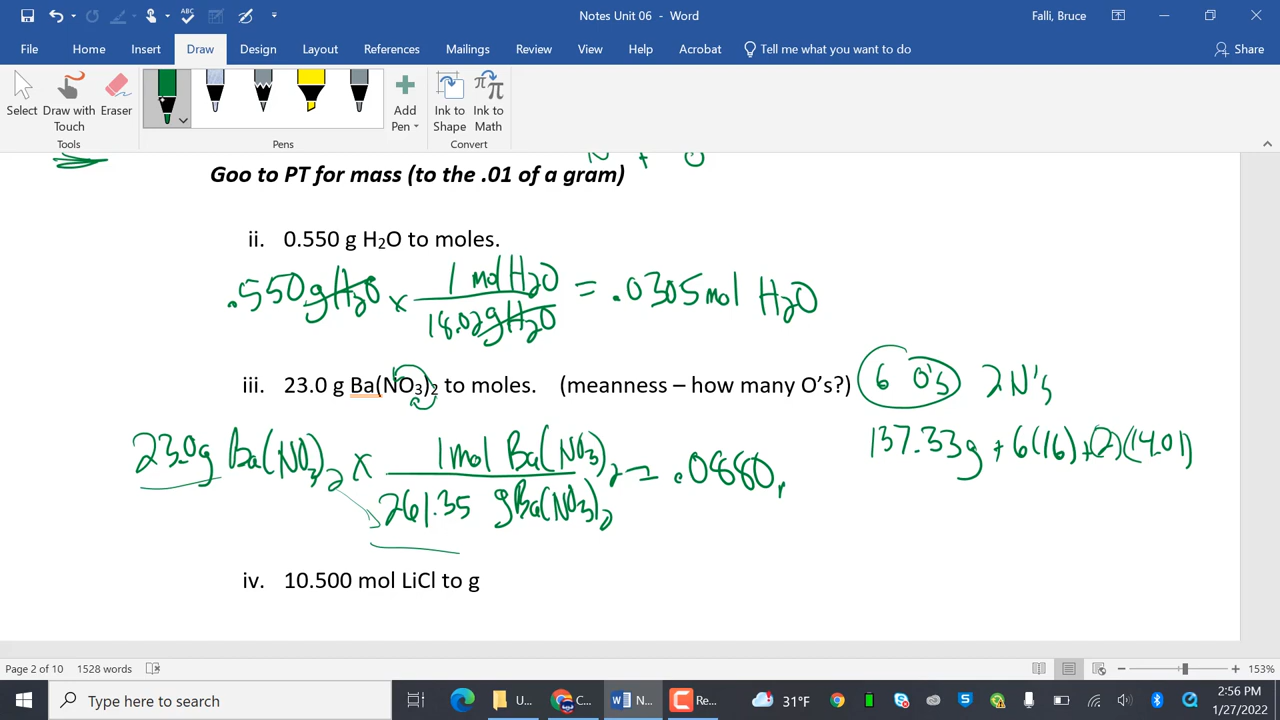 Notes Unit 06 - Word
Falli, Bruce
File Home Insert Draw Design Layout References Mailings Review View Help Acrobat Tell me what you want to do Share
Select Draw with Touch Eraser Add Pen Ink to Shape Ink to Math
Tools Pens Convert
N + O
Goo to PT for mass (to the .01 of a gram)
ii. 0.550 g H₂O to moles.
.550 g H₂O x 1 mol H₂O / 18.02 g H₂O = .0305 mol H₂O
iii. 23.0 g Ba(NO₃)₂ to moles. (meanness – how many O's?) 6 O's 2 N's
137.33g + 6(16) + (2)(14.01)
23.0g Ba(NO₃)₂ x 1 mol Ba(NO₃)₂ / 261.35 g Ba(NO₃)₂ = .0880
iv. 10.500 mol LiCl to g
Page 2 of 10 1528 words 153%
Type here to search U... C... N... Re... 31°F 2:56 PM
1/27/2022